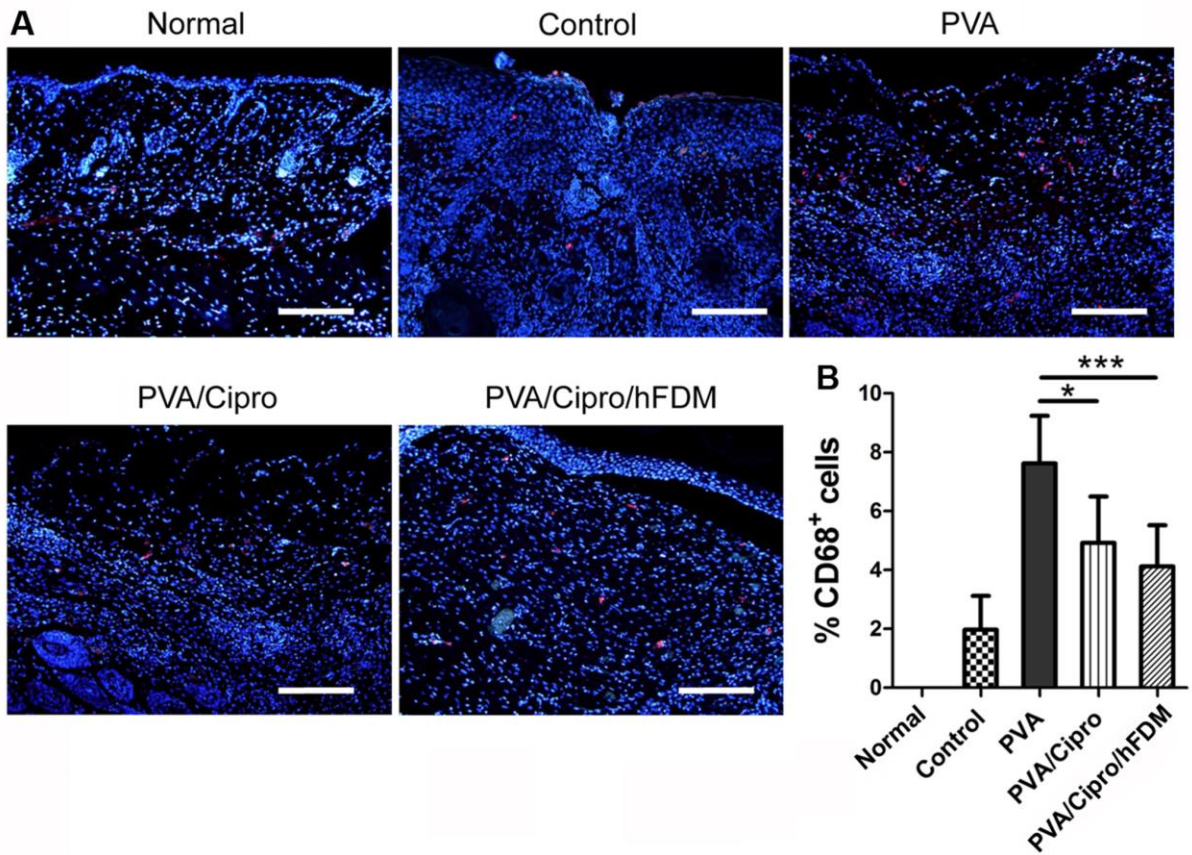 A
Normal
Control
PVA
PVA/Cipro
PVA/Cipro/hFDM
B
***
*
10
8
6
4
2
0
% CD68⁺ cells
Normal
Control
PVA
PVA/Cipro
PVA/Cipro/hFDM